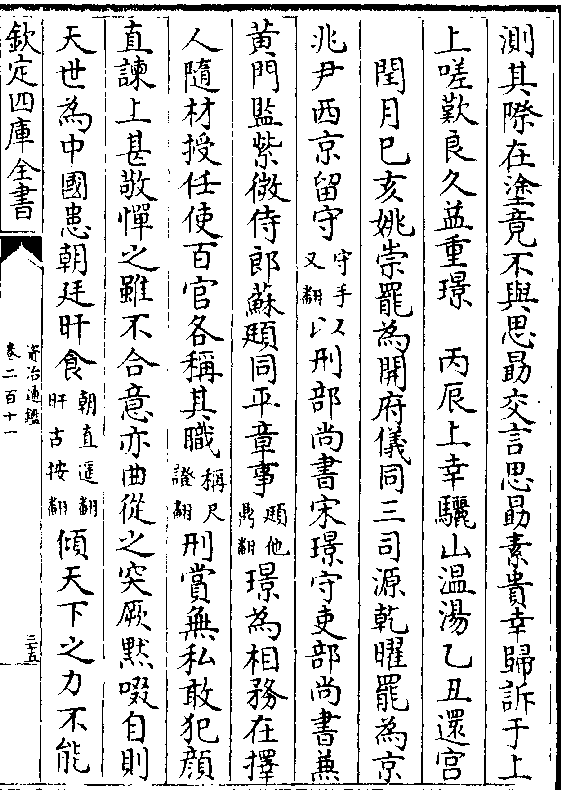 測其際在塗竟不與思勗交言思勗素貴幸歸訴于上
上嗟歎良久益重璟　丙辰上幸驪山温湯乙丑還宮
閏月己亥姚崇罷為開府儀同三司源乾曜罷為京
兆尹西京留守守手又翻以刑部尚書宋璟守吏部尚書兼
黄門監紫微侍郎蘇頲同平章事頲他鼎翻璟為相務在擇
人隨材授任使百官各稱其職稱尺證翻刑賞無私敢犯顔
直諫上甚敬憚之雖不合意亦曲從之突厥黙啜自則
天世為中國患朝廷旰食朝直遥翻旰古按翻傾天下之力不能
欽定四庫全書
資治通鑑
卷二百十一
三十五